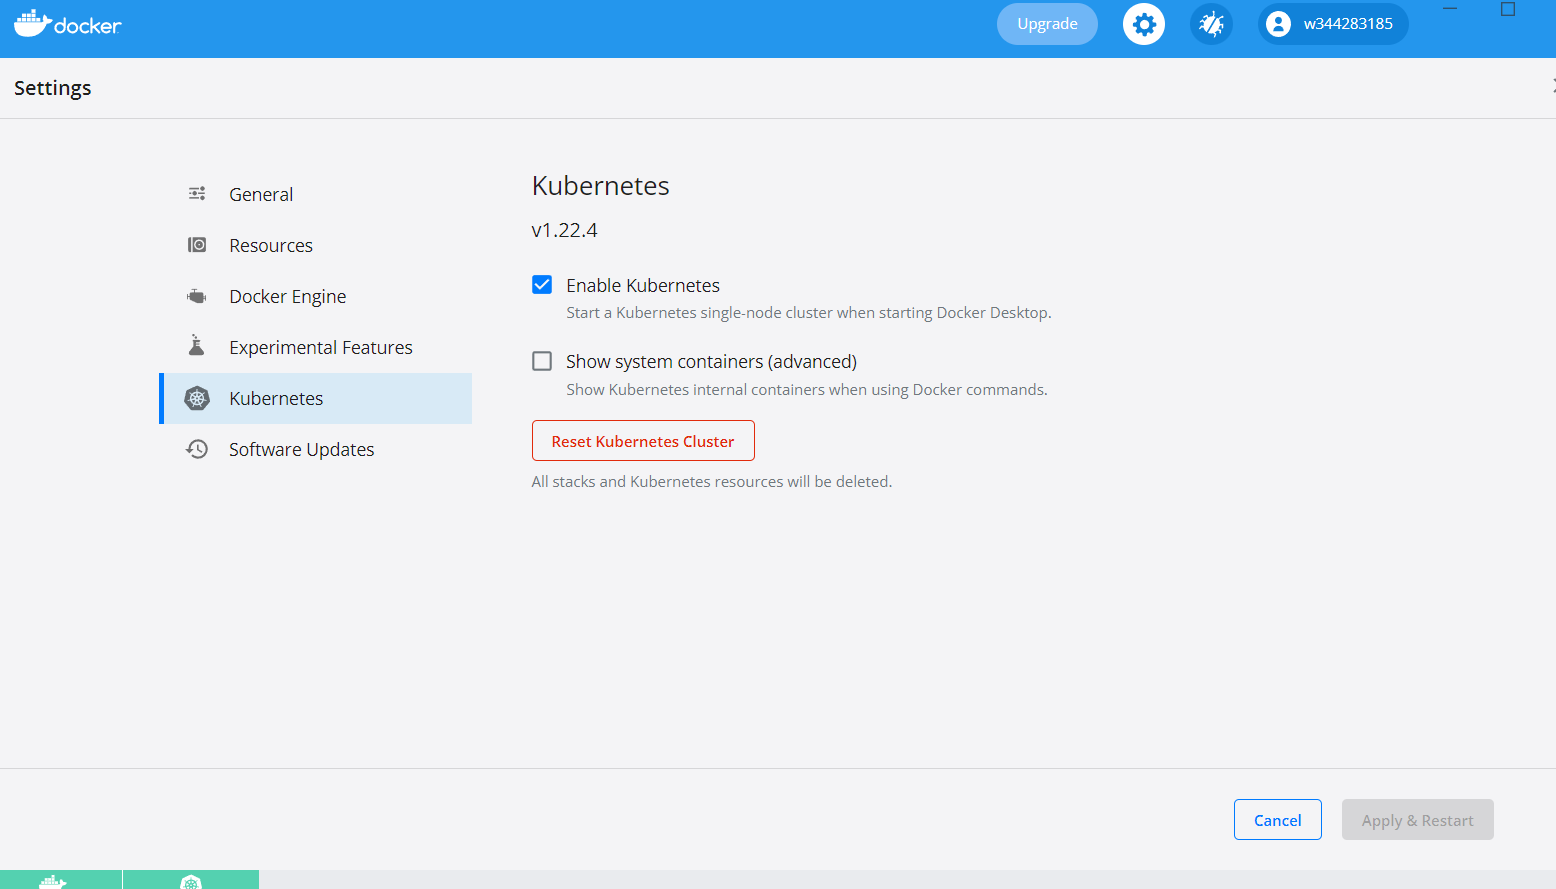 docker
Upgrade
w344283185
Settings
General
Resources
Docker Engine
Experimental Features
Kubernetes
Software Updates
Kubernetes
v1.22.4
Enable Kubernetes
Start a Kubernetes single-node cluster when starting Docker Desktop.
Show system containers (advanced)
Show Kubernetes internal containers when using Docker commands.
Reset Kubernetes Cluster
All stacks and Kubernetes resources will be deleted.
Cancel
Apply & Restart